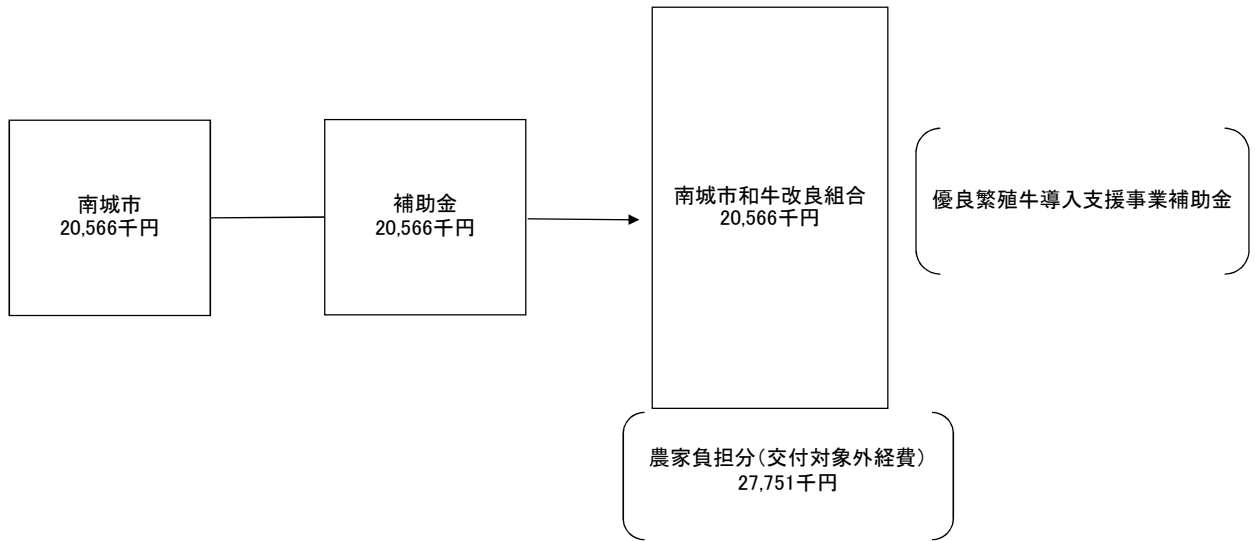 南城市
20,566千円
補助金
20,566千円
南城市和牛改良組合
20,566千円
優良繁殖牛導入支援事業補助金
農家負担分（交付対象外経費）
27,751千円